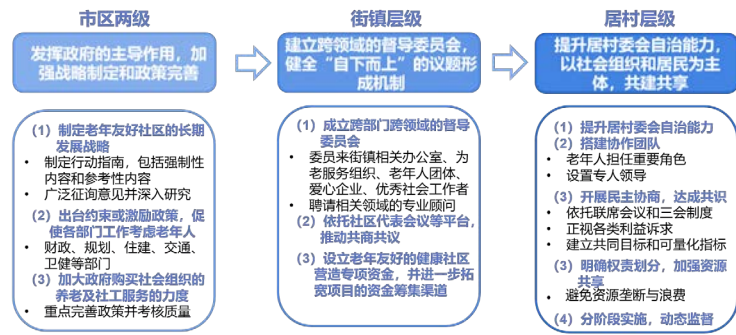 市区两级
发挥政府的主导作用，加
强战略制定和政策完善
（1）制定老年友好社区的长期
发展战略
• 制定行动指南，包括强制性
内容和参考性内容
• 广泛征询意见并深入研究
（2）出台约束或激励政策，促
使各部门工作考虑老年人
• 财政、规划、住建、交通、
卫健等部门
（3）加大政府购买社会组织的
养老及社工服务的力度
• 重点完善政策并考核质量
街镇层级
建立跨领域的督导委员会，
健全“自下而上”的议题形
成机制
（1）成立跨部门跨领域的督导
委员会
• 委员来街镇相关办公室、为
老服务组织、老年人团体、
爱心企业、优秀社会工作者
• 聘请相关领域的专业顾问
（2）依托社区代表会议等平台，
推动共商共议
（3）设立老年友好的健康社区
营造专项资金，并进一步拓
宽项目的资金筹集渠道
居村层级
提升居村委会自治能力，
以社会组织和居民为主
体，共建共享
（1）提升居村委会自治能力
（2）搭建协作团队
• 老年人担任重要角色
• 设置专人领导
（3）开展民主协商，达成共识
• 依托联席会议和三会制度
• 正视各类利益诉求
• 建立共同目标和可量化指标
（3）明确权责划分，加强资源
共享
• 避免资源垄断与浪费
（4）分阶段实施，动态监督